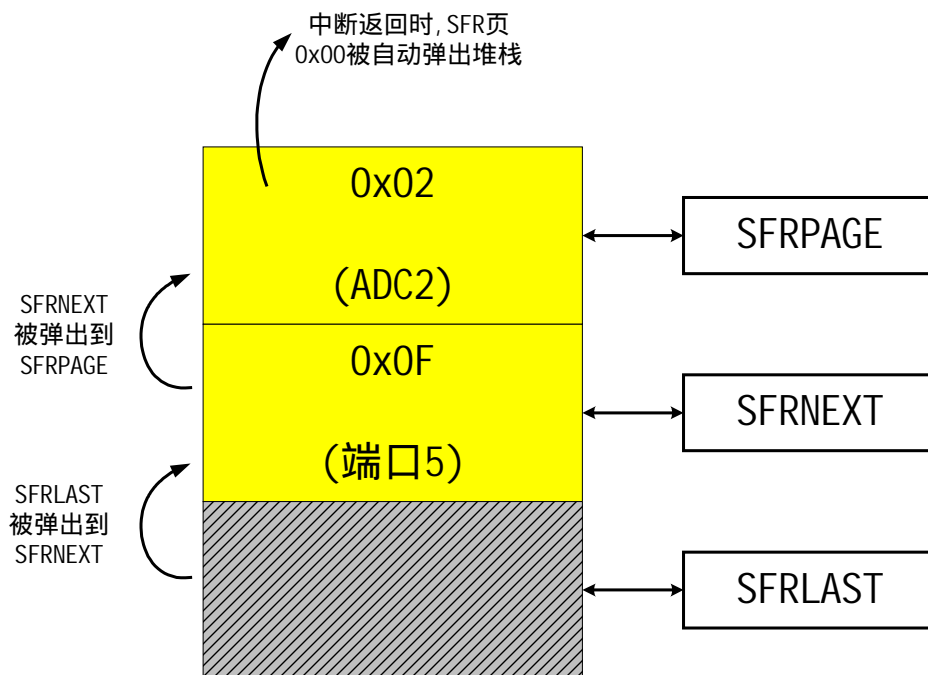 中断返回时, SFR页
0x00被自动弹出堆栈
0x02
(ADC2)
SFRPAGE
SFRNEXT
被弹出到
SFRPAGE
0x0F
(端口5)
SFRNEXT
SFRLAST
被弹出到
SFRNEXT
SFRLAST